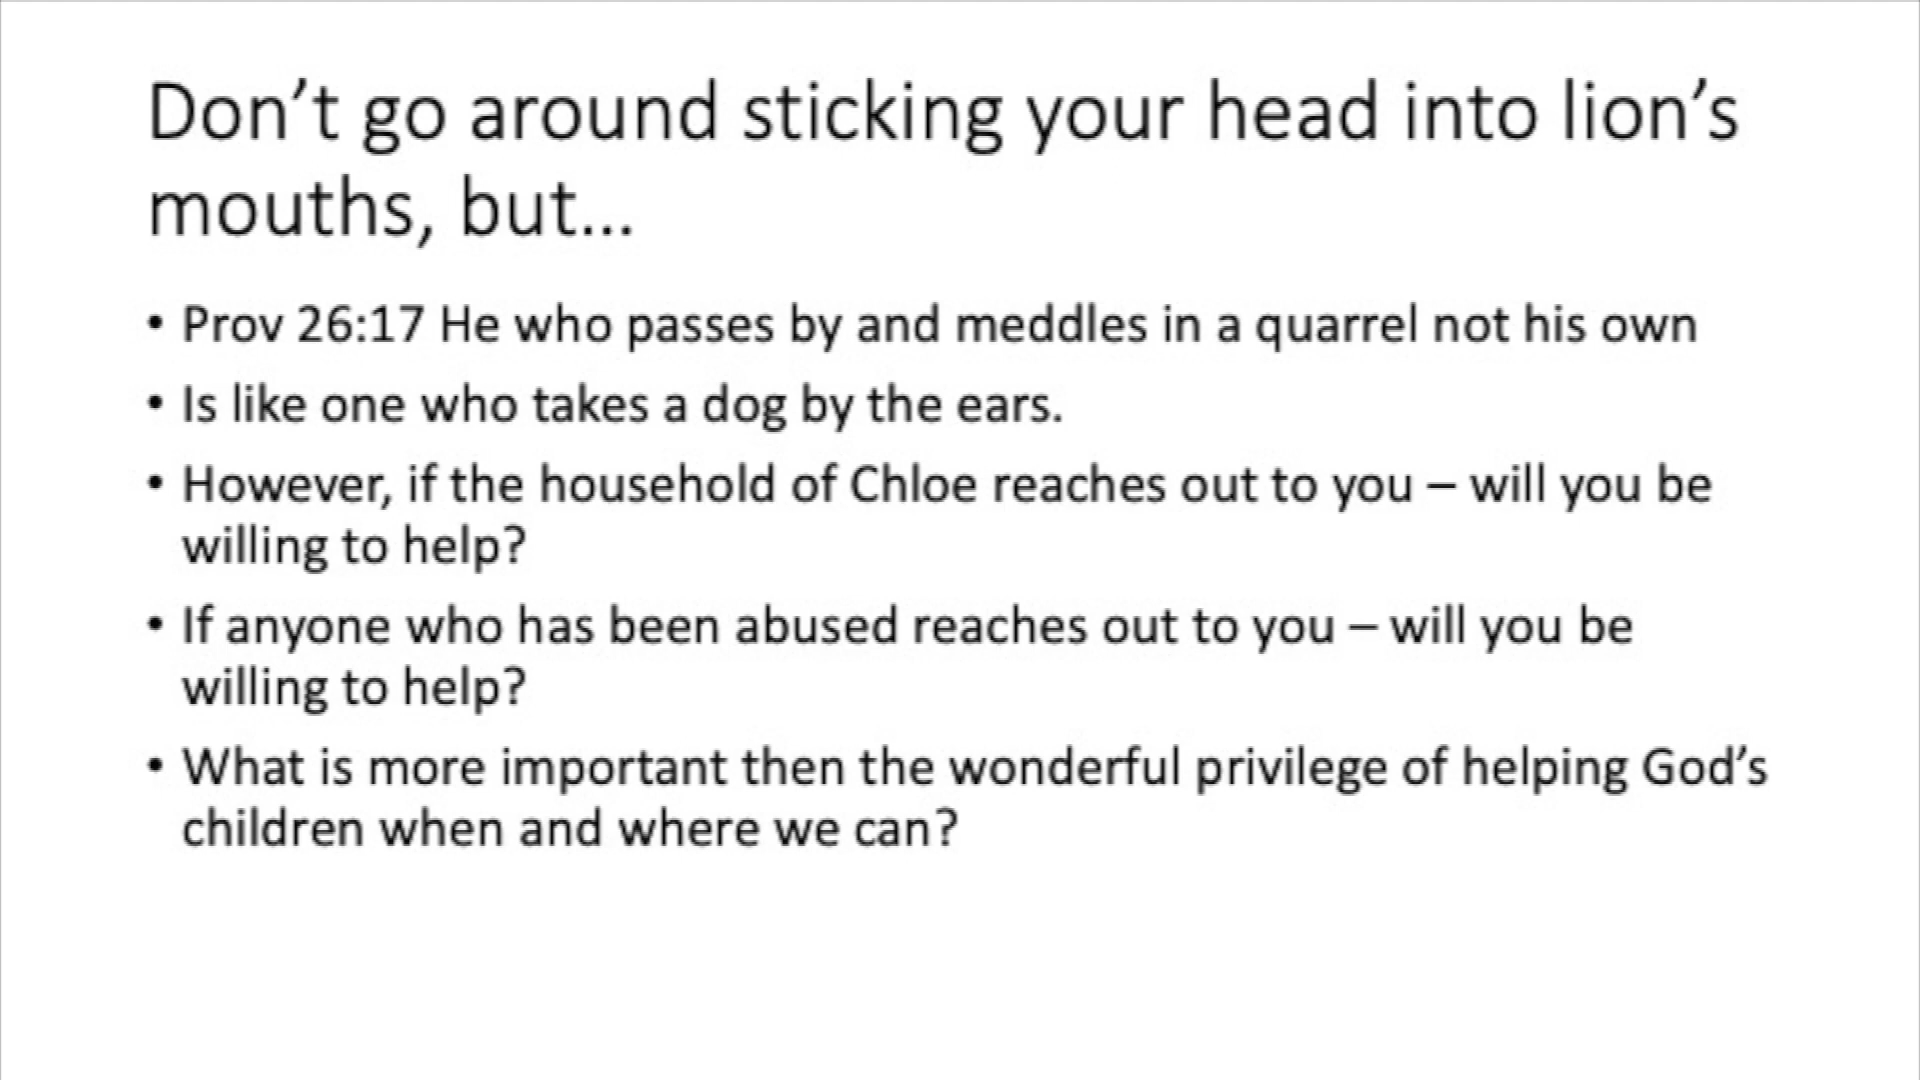 Don’t go around sticking your head into lion’s
mouths, but...
• Prov 26:17 He who passes by and meddles in a quarrel not his own
• Is like one who takes a dog by the ears.
• However, if the household of Chloe reaches out to you – will you be
willing to help?
• If anyone who has been abused reaches out to you – will you be
willing to help?
• What is more important then the wonderful privilege of helping God’s
children when and where we can?